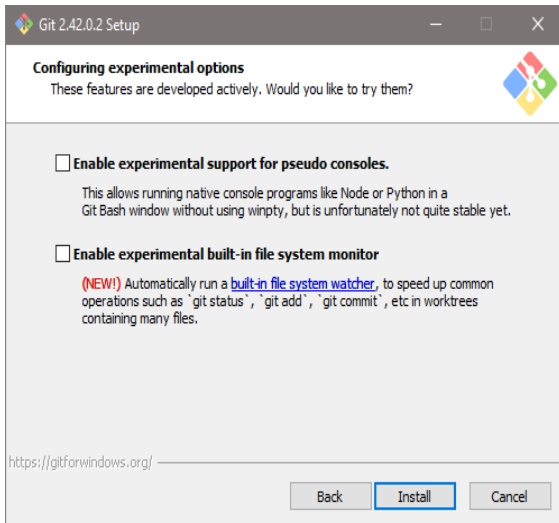 Git 2.42.0.2 Setup
Configuring experimental options
These features are developed actively. Would you like to try them?
Enable experimental support for pseudo consoles.
This allows running native console programs like Node or Python in a
Git Bash window without using winpty, but is unfortunately not quite stable yet.
Enable experimental built-in file system monitor
(NEW!) Automatically run a built-in file system watcher, to speed up common
operations such as `git status`, `git add`, `git commit`, etc in worktrees
containing many files.
https://gitforwindows.org/
Back Install Cancel